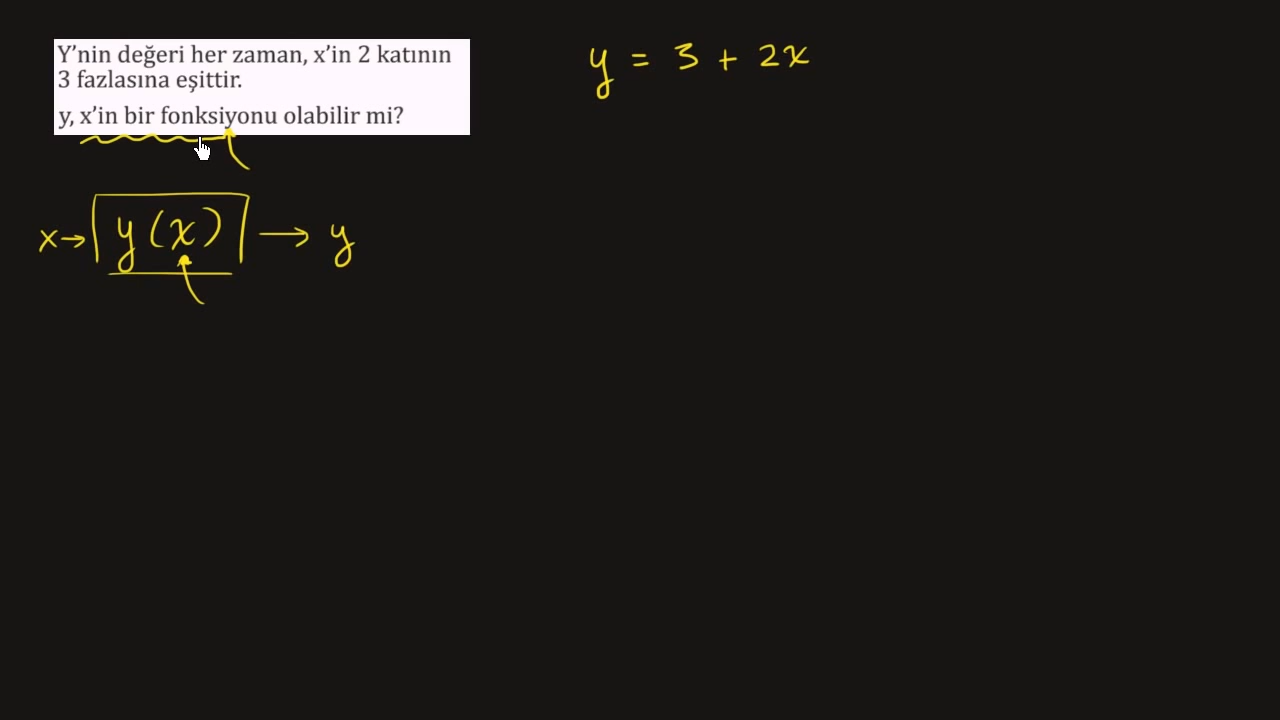 Y'nin değeri her zaman, x'in 2 katının
3 fazlasına eşittir.
y, x'in bir fonksiyonu olabilir mi?
y = 3 + 2x
x → y(x) → y